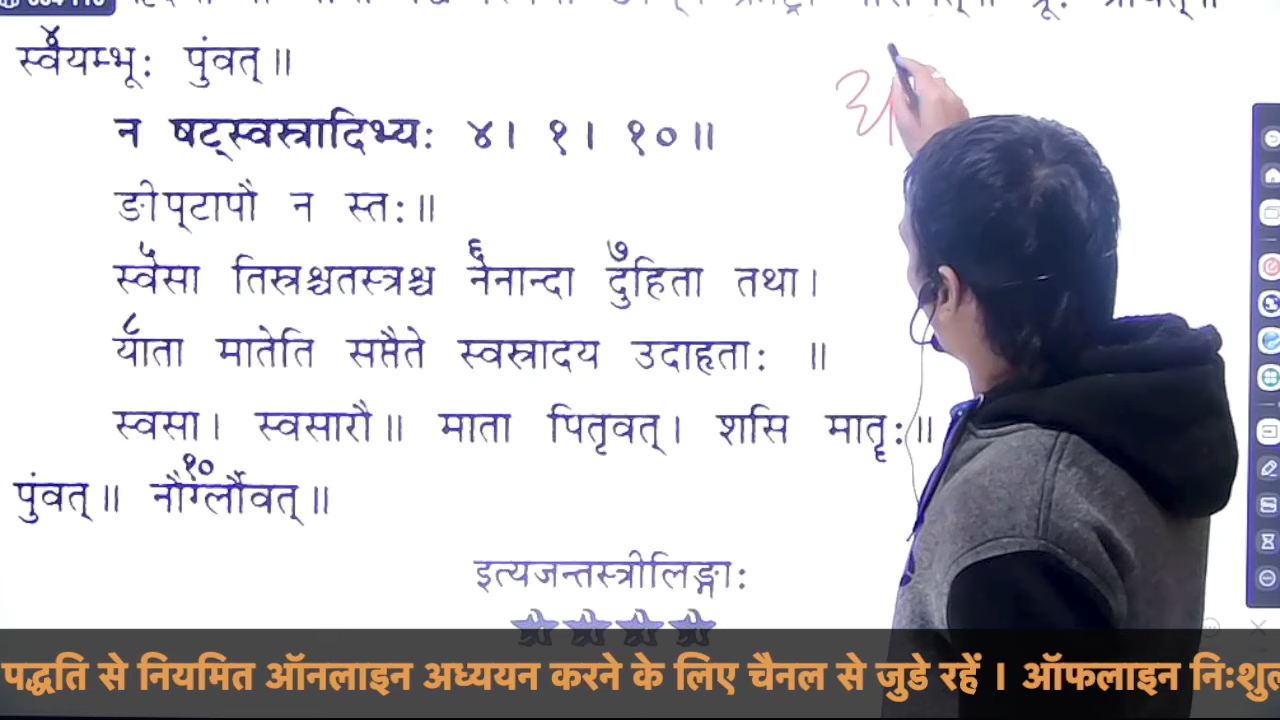 स्वयम्भूः पुंवत्॥
न षट्स्वस्रादिभ्यः ४। १। १०॥
ङीप्टापौ न स्तः॥
स्वसा तिस्रश्चतस्रश्च ननान्दा दुहिता तथा।
याता मातेति सप्तैते स्वस्रादय उदाहृताः ॥
स्वसा। स्वसारौ॥ माता पितृवत्। शसि मातॄः॥
पुंवत्॥ नौर्ग्लौवत्॥
इत्यजन्तस्त्रीलिङ्गाः
पद्धति से नियमित ऑनलाइन अध्ययन करने के लिए चैनल से जुडे रहें । ऑफलाइन